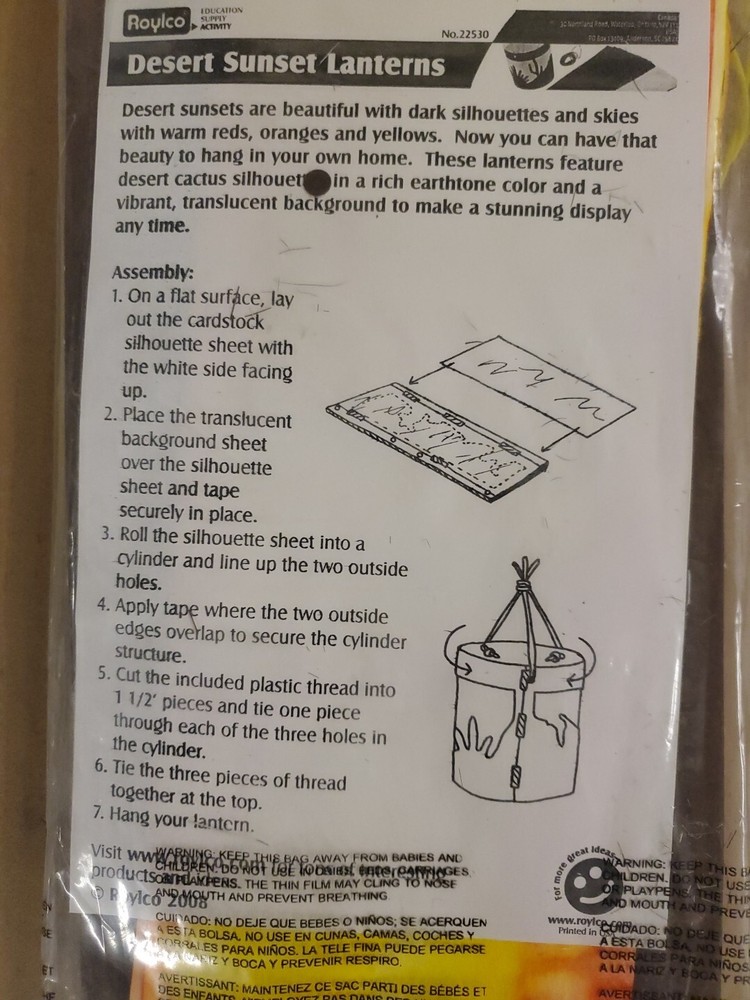 Roylco
EDUCATION
SUPPLY
ACTIVITY
No.22530
Desert Sunset Lanterns
Desert sunsets are beautiful with dark silhouettes and skies
with warm reds, oranges and yellows. Now you can have that
beauty to hang in your own home. These lanterns feature
desert cactus silhouet in a rich earthtone color and a
vibrant, translucent background to make a stunning display
any time.
Assembly:
1. On a flat surface, lay
out the cardstock
silhouette sheet with
the white side facing
up.
2. Place the translucent
background sheet
over the silhouette
sheet and tape
securely in place.
3. Roll the silhouette sheet into a
cylinder and line up the two outside
holes.
4. Apply tape where the two outside
edges overlap to secure the cylinder
structure.
5. Cut the included plastic thread into
1 1/2' pieces and tie one piece
through each of the three holes in
the cylinder.
6. Tie the three pieces of thread
together at the top.
7. Hang your lantern.
Visit www.roylco.com for
products and
© Roylco 2008
For more great Ideas
www.roylco.com
Printed in
WARNING: KEEP THIS BAG AWAY FROM BABIES AND
CHILDREN. DO NOT USE IN CRIBS, BEDS, CARRIAGES
OR PLAYPENS. THE THIN FILM MAY CLING TO NOSE
AND MOUTH AND PREVENT BREATHING
CUIDADO: NO DEJE QUE BEBES O NIÑOS; SE ACERQUEN
A ESTA BOLSA, NO USE EN CUNAS, CAMAS, COCHES Y
CORRALES PARA NIÑOS. LA TELE FINA PUEDE PEGARSE
A LA NARIZ Y BOCA Y PREVENIR RESPIRO.
AVERTISSANT: MAINTENEZ CE SAC PARTI DES BÉBÉS ET
DES ENFANTS
WARNING: KEEP THIS
CHILDREN. DO NOT USE
OR PLAYPENS. THE THIN
AND MOUTH AND PREVE
CUIDADO: NO DEJE QUE
A ESTA BOLSA, NO USE
CORRALES PARA NIÑOS
A LA NARIZ Y BOCA Y PR